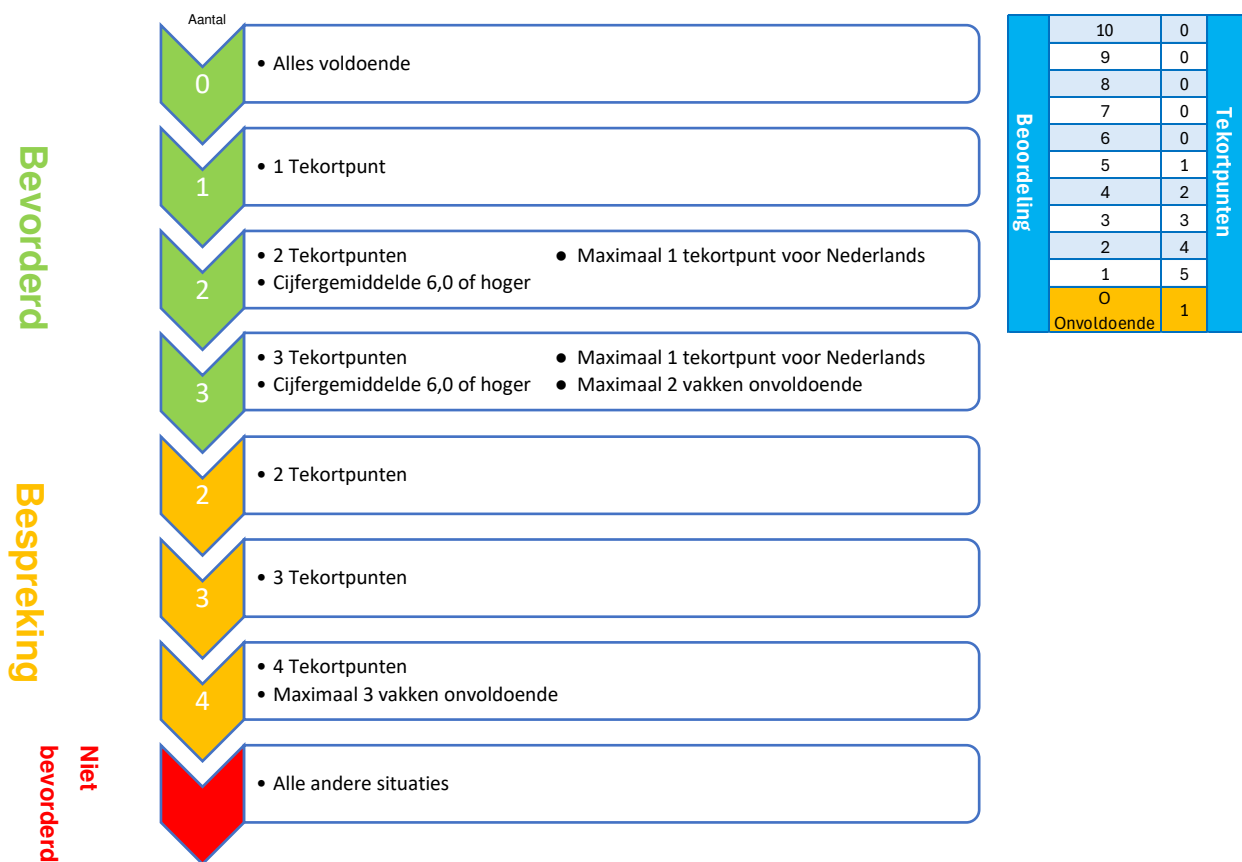 Aantal
Bevorderd
0
• Alles voldoende
1
• 1 Tekortpunt
2
• 2 Tekortpunten ● Maximaal 1 tekortpunt voor Nederlands
• Cijfergemiddelde 6,0 of hoger
3
• 3 Tekortpunten ● Maximaal 1 tekortpunt voor Nederlands
• Cijfergemiddelde 6,0 of hoger ● Maximaal 2 vakken onvoldoende
Bespreking
2
• 2 Tekortpunten
3
• 3 Tekortpunten
4
• 4 Tekortpunten
• Maximaal 3 vakken onvoldoende
Niet
bevorderd
• Alle andere situaties
Beoordeling
Tekortpunten
10 0
9 0
8 0
7 0
6 0
5 1
4 2
3 3
2 4
1 5
O
Onvoldoende 1